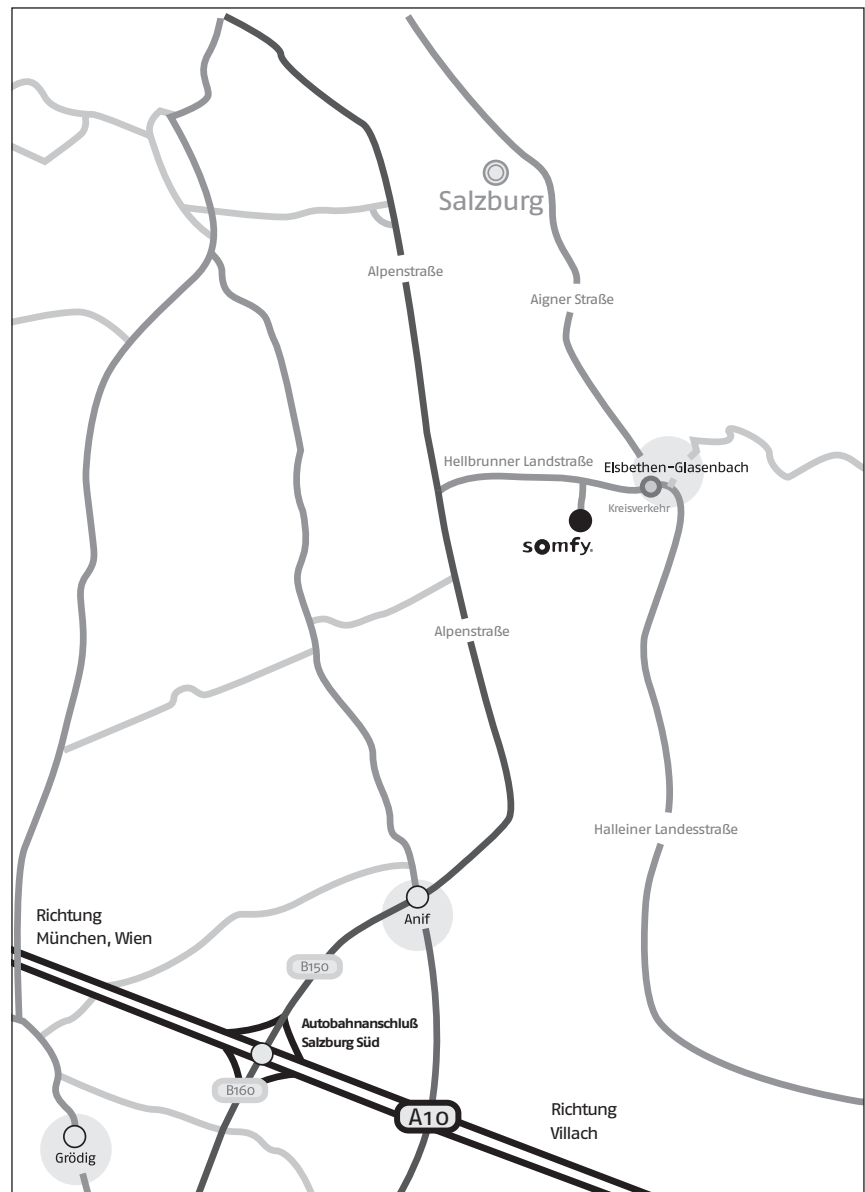 Salzburg
Alpenstraße
Aigner Straße
Hellbrunner Landstraße
Elsbethen-Glasenbach
Kreisverkehr
somfy.
Alpenstraße
Halleiner Landesstraße
Richtung
München, Wien
Anif
B150
Autobahnanschluß
Salzburg Süd
B160
A10
Richtung
Villach
Grödig